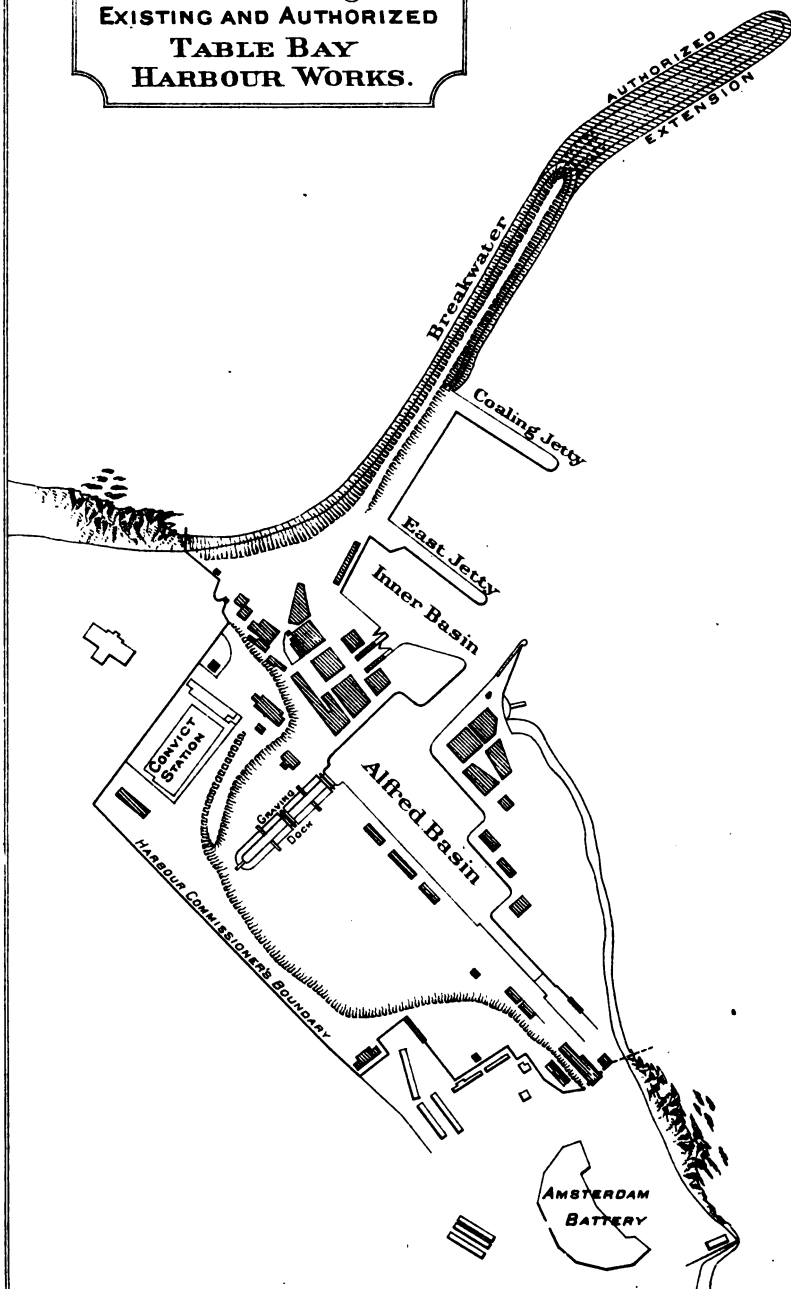 EXISTING AND AUTHORIZED
TABLE BAY
HARBOUR WORKS.
AUTHORIZED
EXTENSION
Breakwater
Coaling Jetty
East Jetty
Inner Basin
CONVICT
STATION
Alfred Basin
GRAVING
DOCK
HARBOUR COMMISSIONER'S BOUNDARY
AMSTERDAM
BATTERY